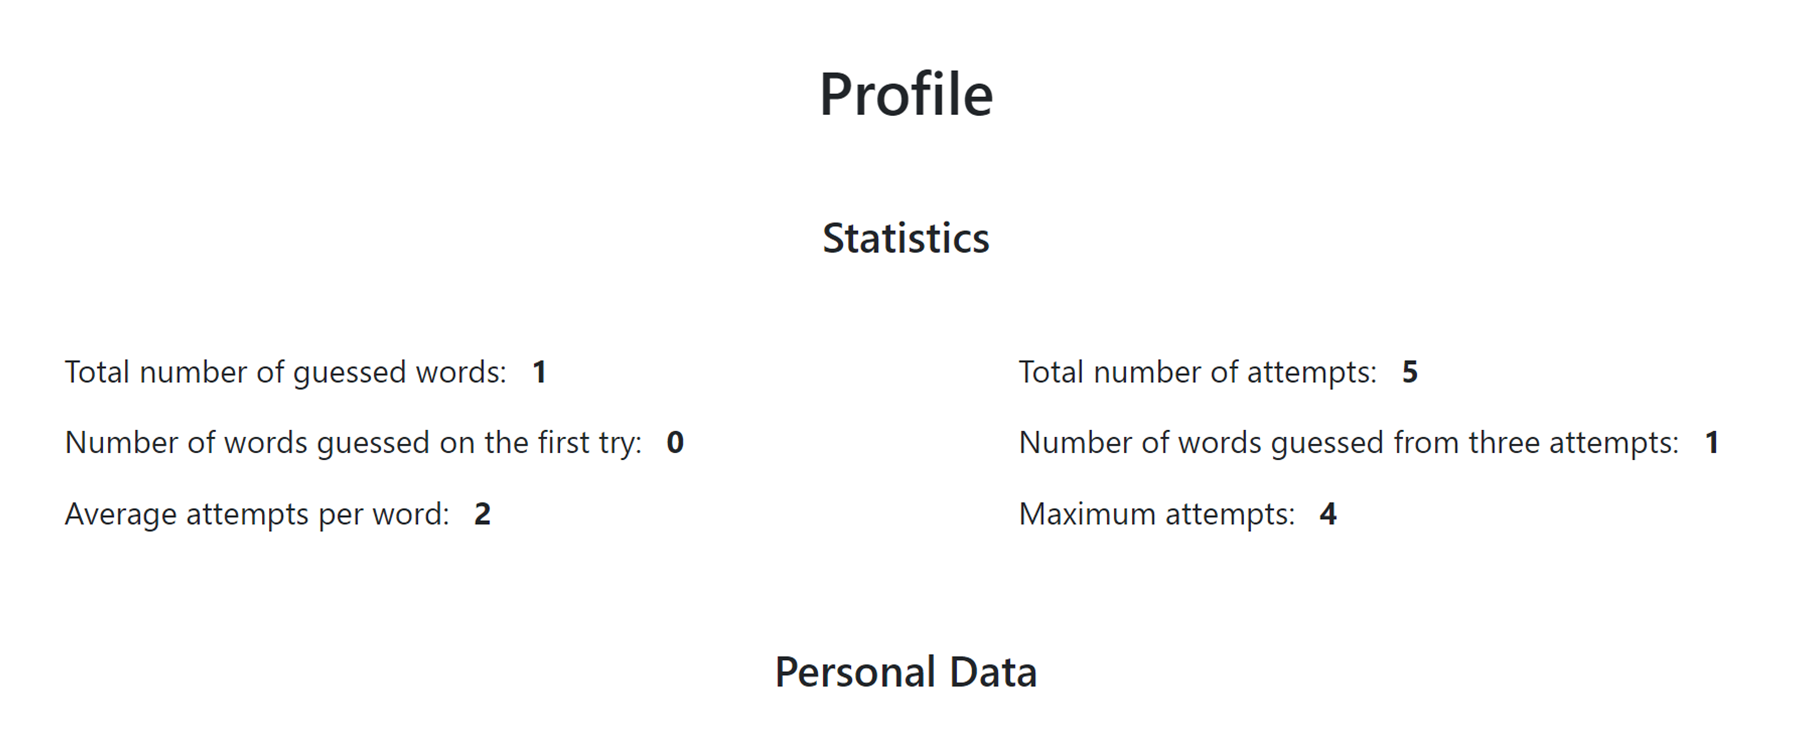 Profile
Statistics
Total number of guessed words: 1
Total number of attempts: 5
Number of words guessed on the first try: 0
Number of words guessed from three attempts: 1
Average attempts per word: 2
Maximum attempts: 4
Personal Data